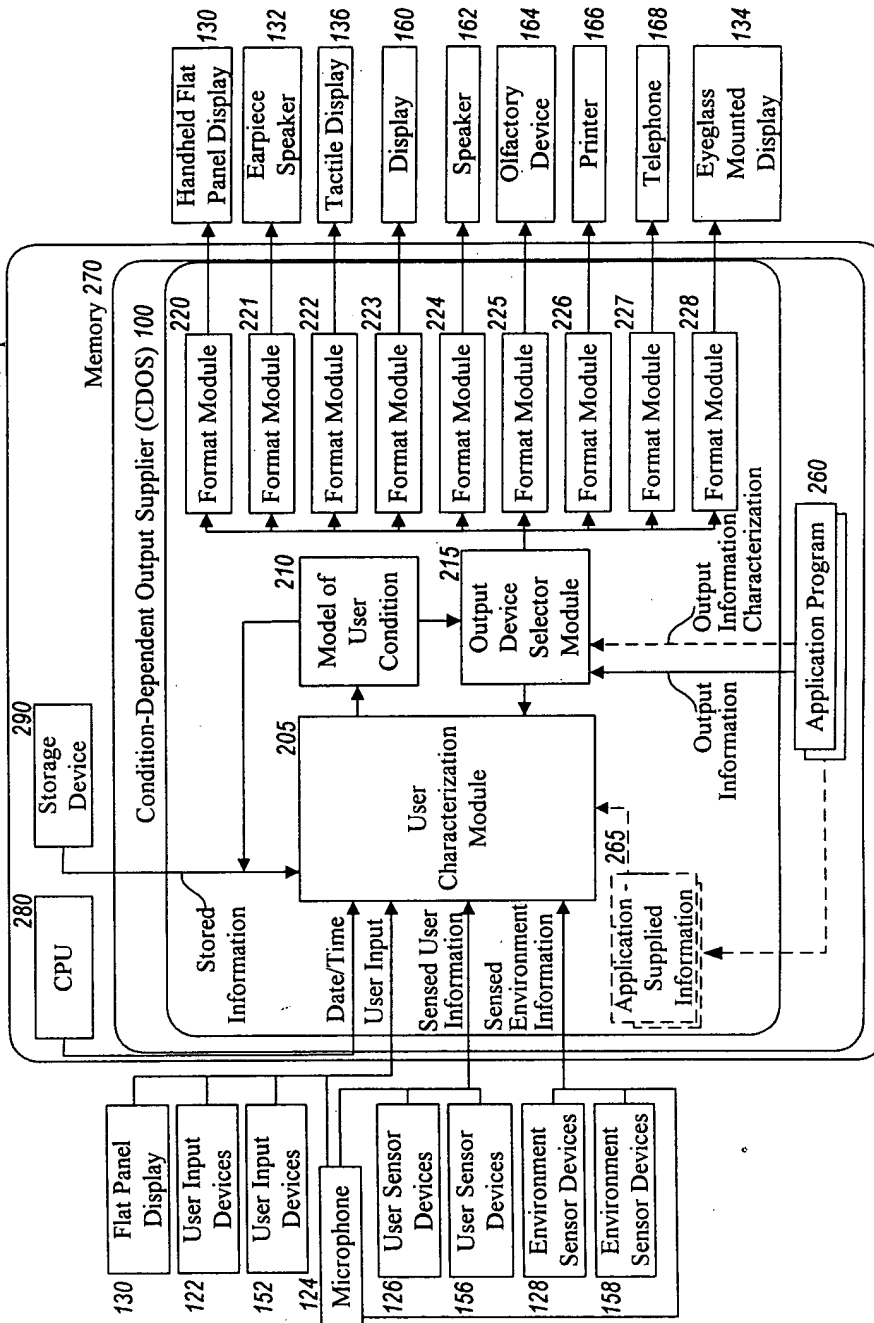 130
Flat Panel
Display
122
User Input
Devices
152
User Input
Devices
124
Microphone
126
User Sensor
Devices
156
User Sensor
Devices
128
Environment
Sensor Devices
158
Environment
Sensor Devices
280
CPU
290
Storage
Device
Memory 270
Condition-Dependent Output Supplier (CDOS) 100
Stored
Information
Date/Time
User Input
Sensed User
Information
Sensed
Environment
Information
205
User
Characterization
Module
210
Model of
User
Condition
215
Output
Device
Selector
Module
265
Application
Supplied
Information
Output
Information
Output
Information
Characterization
260
Application Program
220
Format Module
221
Format Module
222
Format Module
223
Format Module
224
Format Module
225
Format Module
226
Format Module
227
Format Module
228
Format Module
Handheld Flat
Panel Display
130
Earpiece
Speaker
132
Tactile Display
136
Display
160
Speaker
162
Olfactory
Device
164
Printer
166
Telephone
168
Eyeglass
Mounted
Display
134